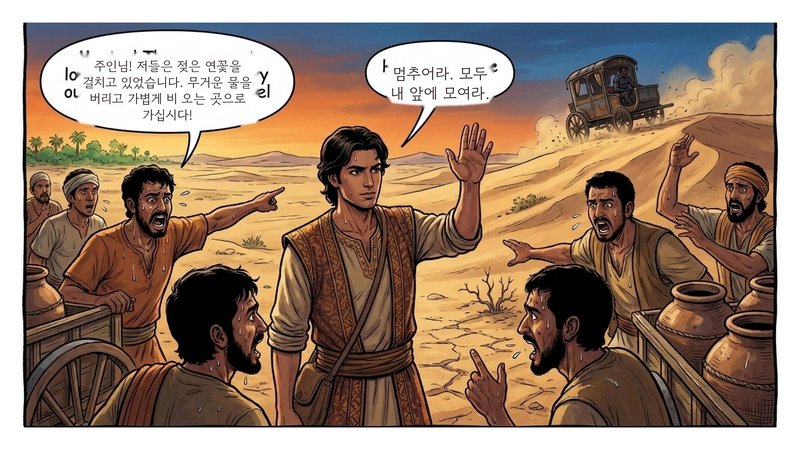 주인님! 저들은 젖은 연꽃을
걸치고 있었습니다. 무거운 물을
버리고 가볍게 비 오는 곳으로
가십시다!
멈추어라. 모두
내 앞에 모여라.